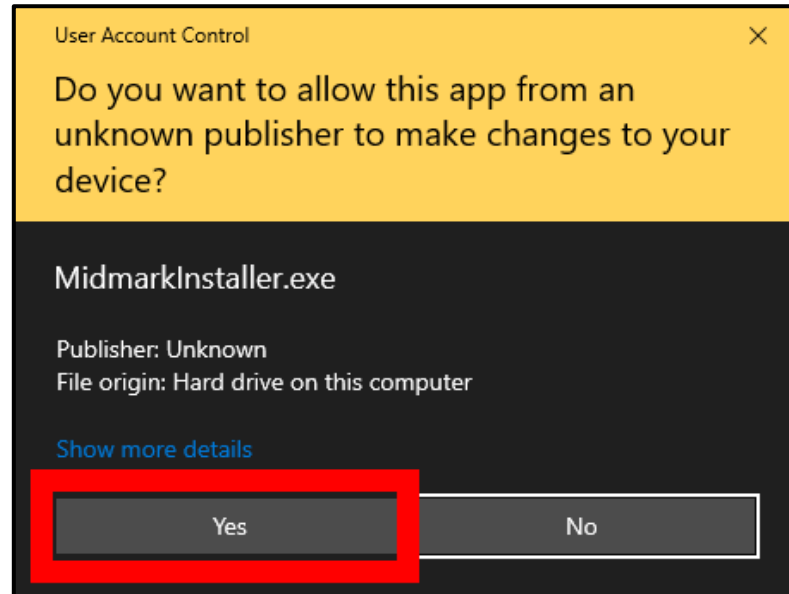 User Account Control
Do you want to allow this app from an
unknown publisher to make changes to your
device?
MidmarkInstaller.exe
Publisher: Unknown
File origin: Hard drive on this computer
Show more details
Yes
No